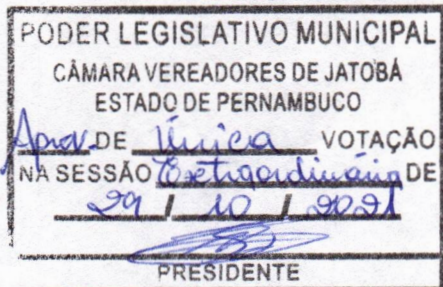 PODER LEGISLATIVO MUNICIPAL
CÂMARA VEREADORES DE JATOBÁ
ESTADO DE PERNAMBUCO
Aprov. DE Única VOTAÇÃO
NA SESSÃO Extraordinária DE
29 / 10 / 2021
PRESIDENTE